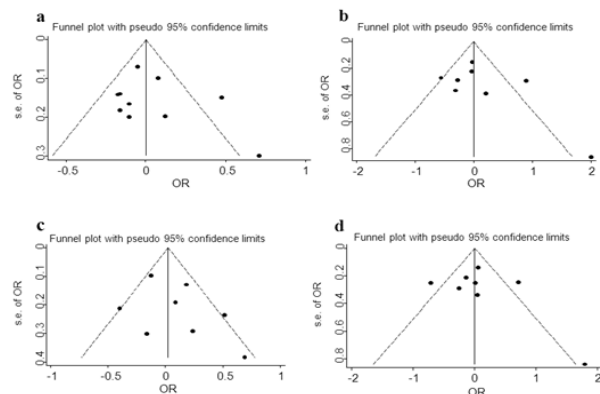 a
Funnel plot with pseudo 95% confidence limits
s.e. of OR
0
0.1
0.2
0.3
-0.5
0
0.5
1
OR
b
Funnel plot with pseudo 95% confidence limits
s.e. of OR
0
0.2
0.4
0.6
0.8
-2
-1
0
1
2
OR
c
Funnel plot with pseudo 95% confidence limits
s.e. of OR
0
0.1
0.2
0.3
0.4
-1
-0.5
0
0.5
1
OR
d
Funnel plot with pseudo 95% confidence limits
s.e. of OR
0
0.2
0.4
0.6
0.8
-2
-1
0
1
2
OR